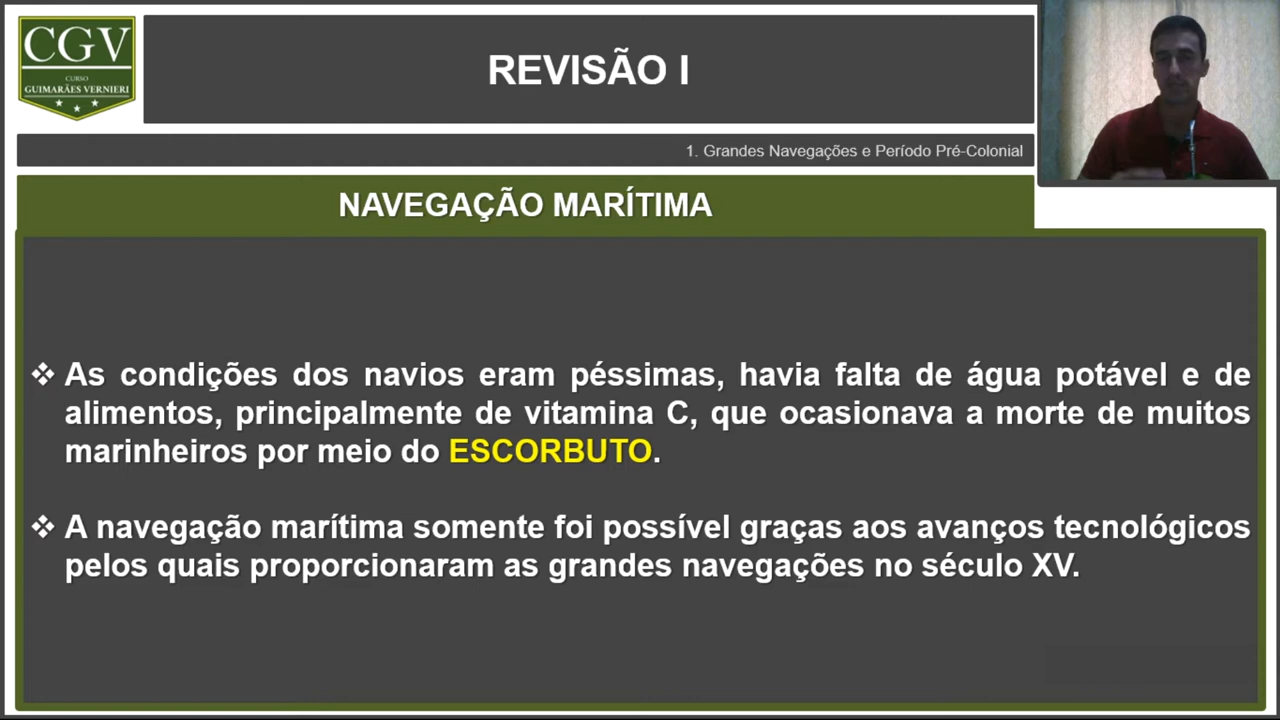 CGV
CURSO
GUIMARÃES VERNIERI
REVISÃO I
1. Grandes Navegações e Período Pré-Colonial
NAVEGAÇÃO MARÍTIMA
❖ As condições dos navios eram péssimas, havia falta de água potável e de
alimentos, principalmente de vitamina C, que ocasionava a morte de muitos
marinheiros por meio do ESCORBUTO.
❖ A navegação marítima somente foi possível graças aos avanços tecnológicos
pelos quais proporcionaram as grandes navegações no século XV.